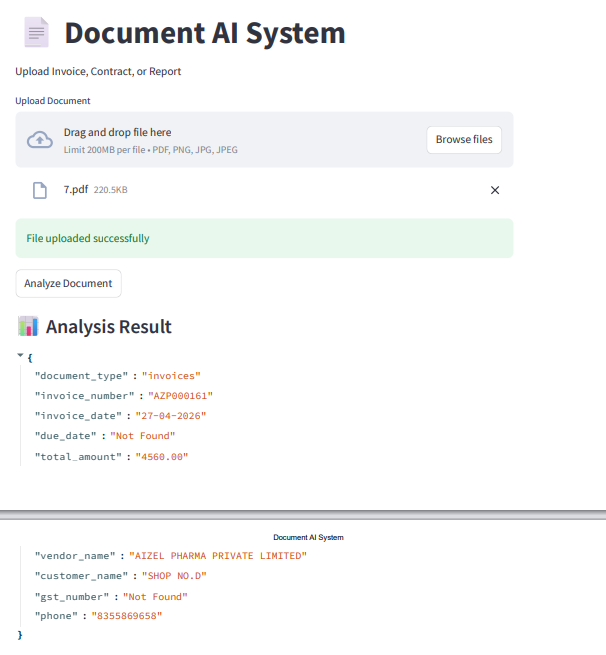 Document AI System
Upload Invoice, Contract, or Report
Upload Document
Drag and drop file here
Limit 200MB per file • PDF, PNG, JPG, JPEG
Browse files
7.pdf 220.5KB
File uploaded successfully
Analyze Document
Analysis Result
{
"document_type" : "invoices"
"invoice_number" : "AZP000161"
"invoice_date" : "27-04-2026"
"due_date" : "Not Found"
"total_amount" : "4560.00"
Document AI System
"vendor_name" : "AIZEL PHARMA PRIVATE LIMITED"
"customer_name" : "SHOP NO.D"
"gst_number" : "Not Found"
"phone" : "8355869658"
}